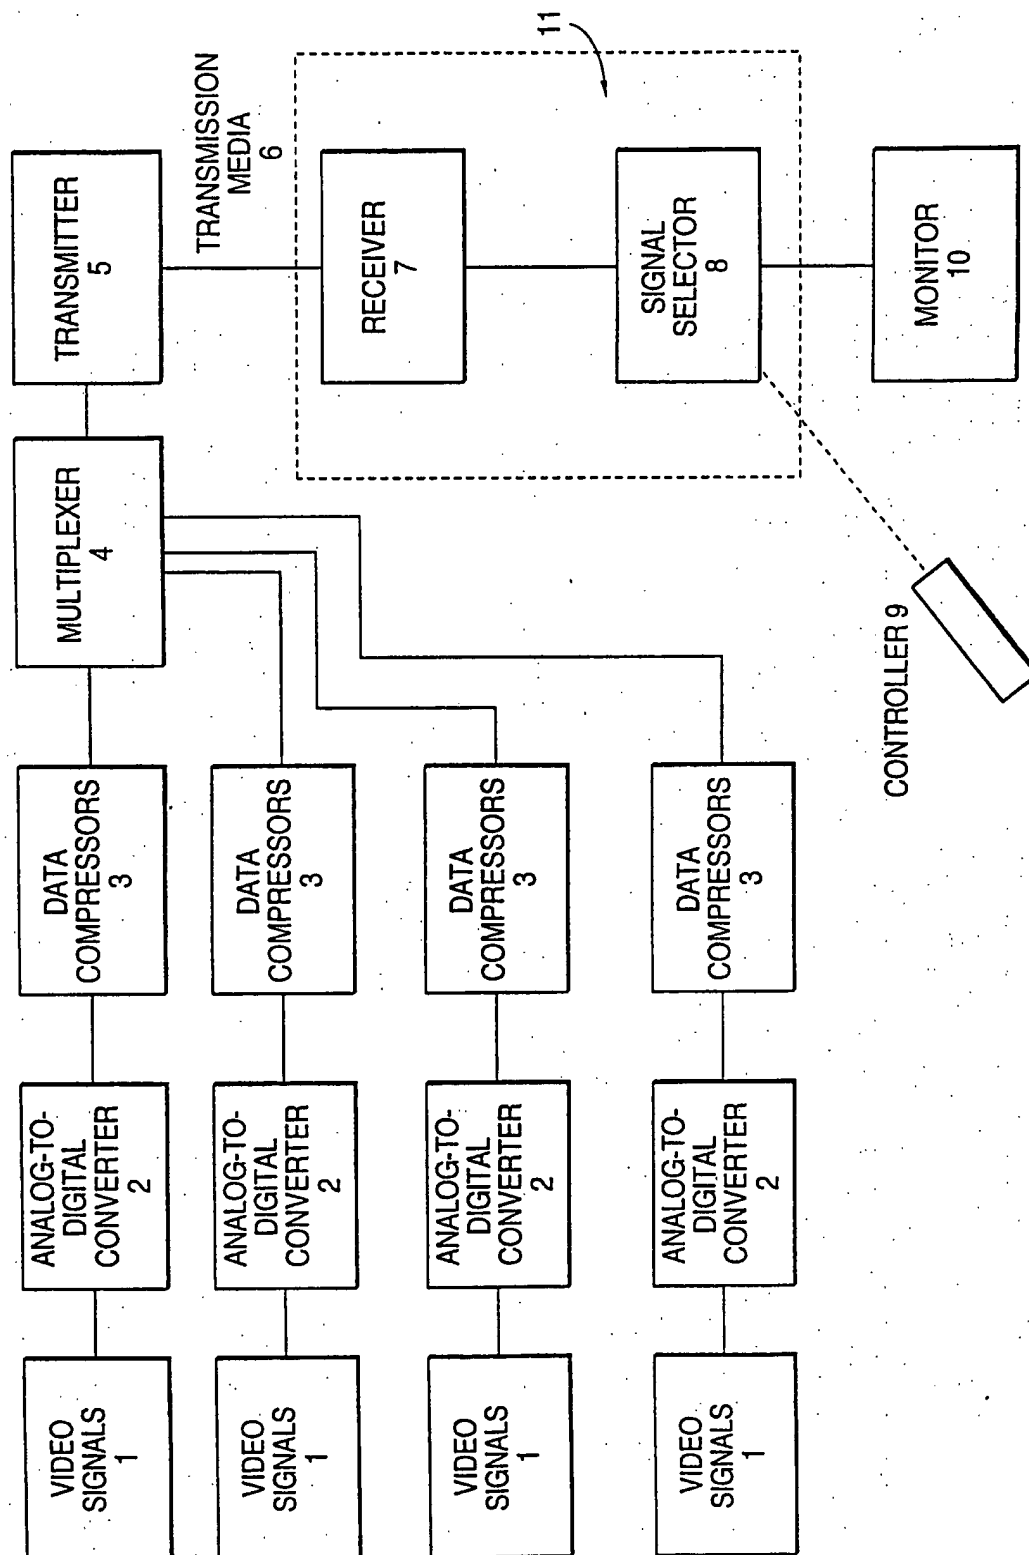 VIDEO
SIGNALS
1
ANALOG-TO-
DIGITAL
CONVERTER
2
DATA
COMPRESSORS
3
MULTIPLEXER
4
TRANSMITTER
5
VIDEO
SIGNALS
1
ANALOG-TO-
DIGITAL
CONVERTER
2
DATA
COMPRESSORS
3
TRANSMISSION
MEDIA
6
VIDEO
SIGNALS
1
ANALOG-TO-
DIGITAL
CONVERTER
2
DATA
COMPRESSORS
3
RECEIVER
7
11
VIDEO
SIGNALS
1
ANALOG-TO-
DIGITAL
CONVERTER
2
DATA
COMPRESSORS
3
SIGNAL
SELECTOR
8
CONTROLLER 9
MONITOR
10